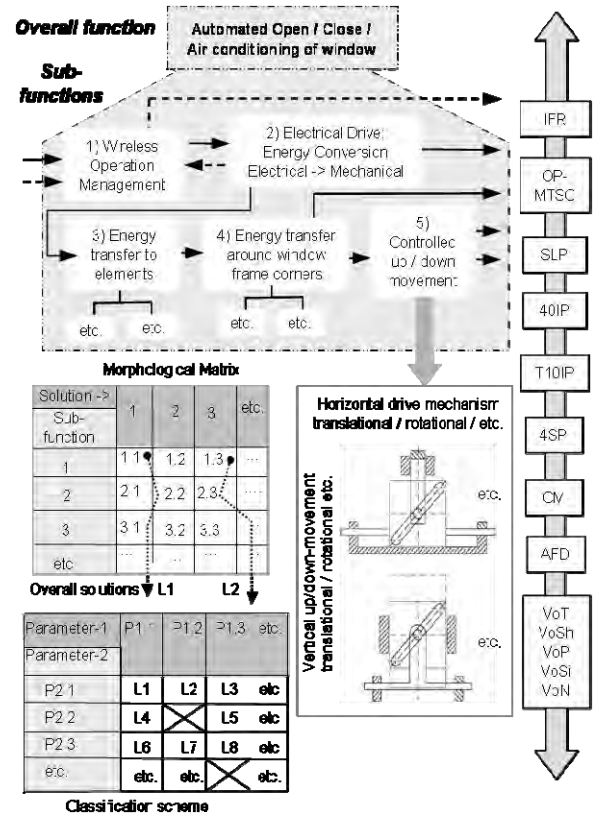 Overall function
Automated Open / Close /
Air conditioning of window
Sub-
functions
1) Wireless
Operation
Management
2) Electrical Drive:
Energy Conversion
Electrical -> Mechanical
3) Energy
transfer to
elements
4) Energy transfer
around window
frame corners
5)
Controlled
up / down
movement
etc.
etc.
etc.
etc.
IFR
OP-
MTSC
SLP
40IP
T10IP
4SP
CM
AFD
VoT
VoSh
VoP
VoSi
VoN
Morphological Matrix
Solution ->
Sub-
function
1 2 3 etc.
1 1.1 1.2 1.3 ...
2 2.1 2.2 2.3 ...
3 3.1 3.2 3.3
etc ... ... ... ...
Overall solutions L1 L2
Horizontal drive mechanism
translational / rotational / etc.
Vertical up/down-movement
translational / rotational etc.
etc.
etc.
Parameter-1 P1,1 P1,2 P1,3 etc.
Parameter-2
P2.1 L1 L2 L3 etc
P2.2 L4 L5 etc
P2.3 L6 L7 L8 etc
etc. etc. etc. etc.
Classification scheme